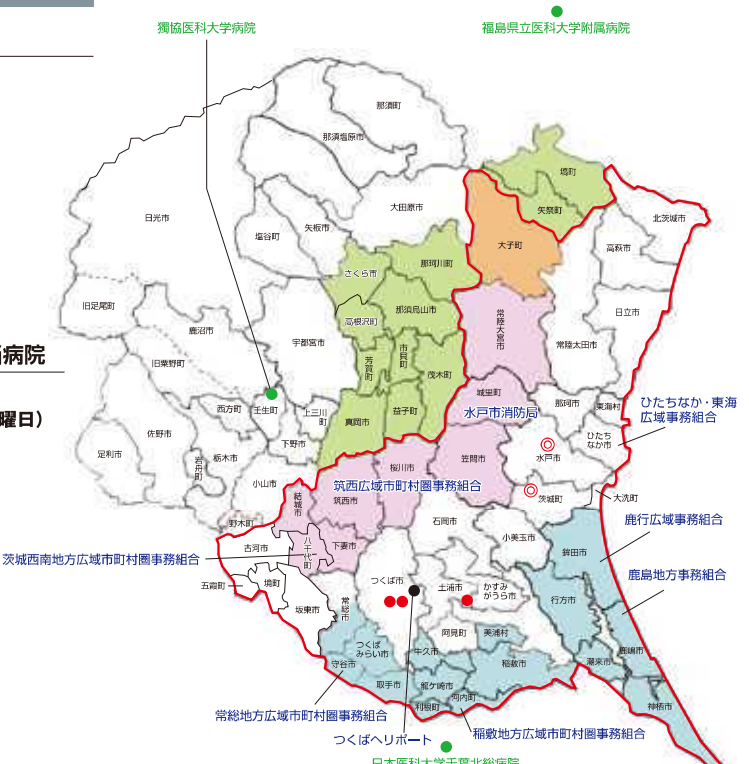 獨協医科大学病院
福島県立医科大学附属病院
那須町
那須塩原市
日光市
大田原市
塩谷町
矢板市
塙町
矢祭町
北茨城市
大子町
高萩市
さくら市
那珂川町
日立市
旧足尾町
高根沢町
那須烏山市
常陸大宮市
鹿沼市
宇都宮市
常陸太田市
病院
旧粟野町
芳賀町
市貝町
茂木町
城里町
那珂市
東海村
ひたちなか・東海
広域事務組合
曜日）
西方町
壬生町
上三川町
真岡市
益子町
水戸市消防局
ひたち
なか市
佐野市
下野市
水戸市
足利市
岩舟町
栃木市
笠間市
小山市
桜川市
筑西広域市町村圏事務組合
結城市
筑西市
茨城町
大洗町
野木町
石岡市
小美玉市
鹿行広域事務組合
古河市
八千代町
下妻市
鉾田市
茨城西南地方広域市町村圏事務組合
五霞町
境町
坂東市
常総市
つくば市
土浦市
かすみ
がうら市
行方市
鹿島地方事務組合
阿見町
美浦村
つくば
みらい市
牛久市
稲敷市
潮来市
鹿嶋市
守谷市
取手市
龍ケ崎市
河内町
利根町
神栖市
常総地方広域市町村圏事務組合
つくばヘリポート
稲敷地方広域市町村圏事務組合
日本医科大学千葉北総病院